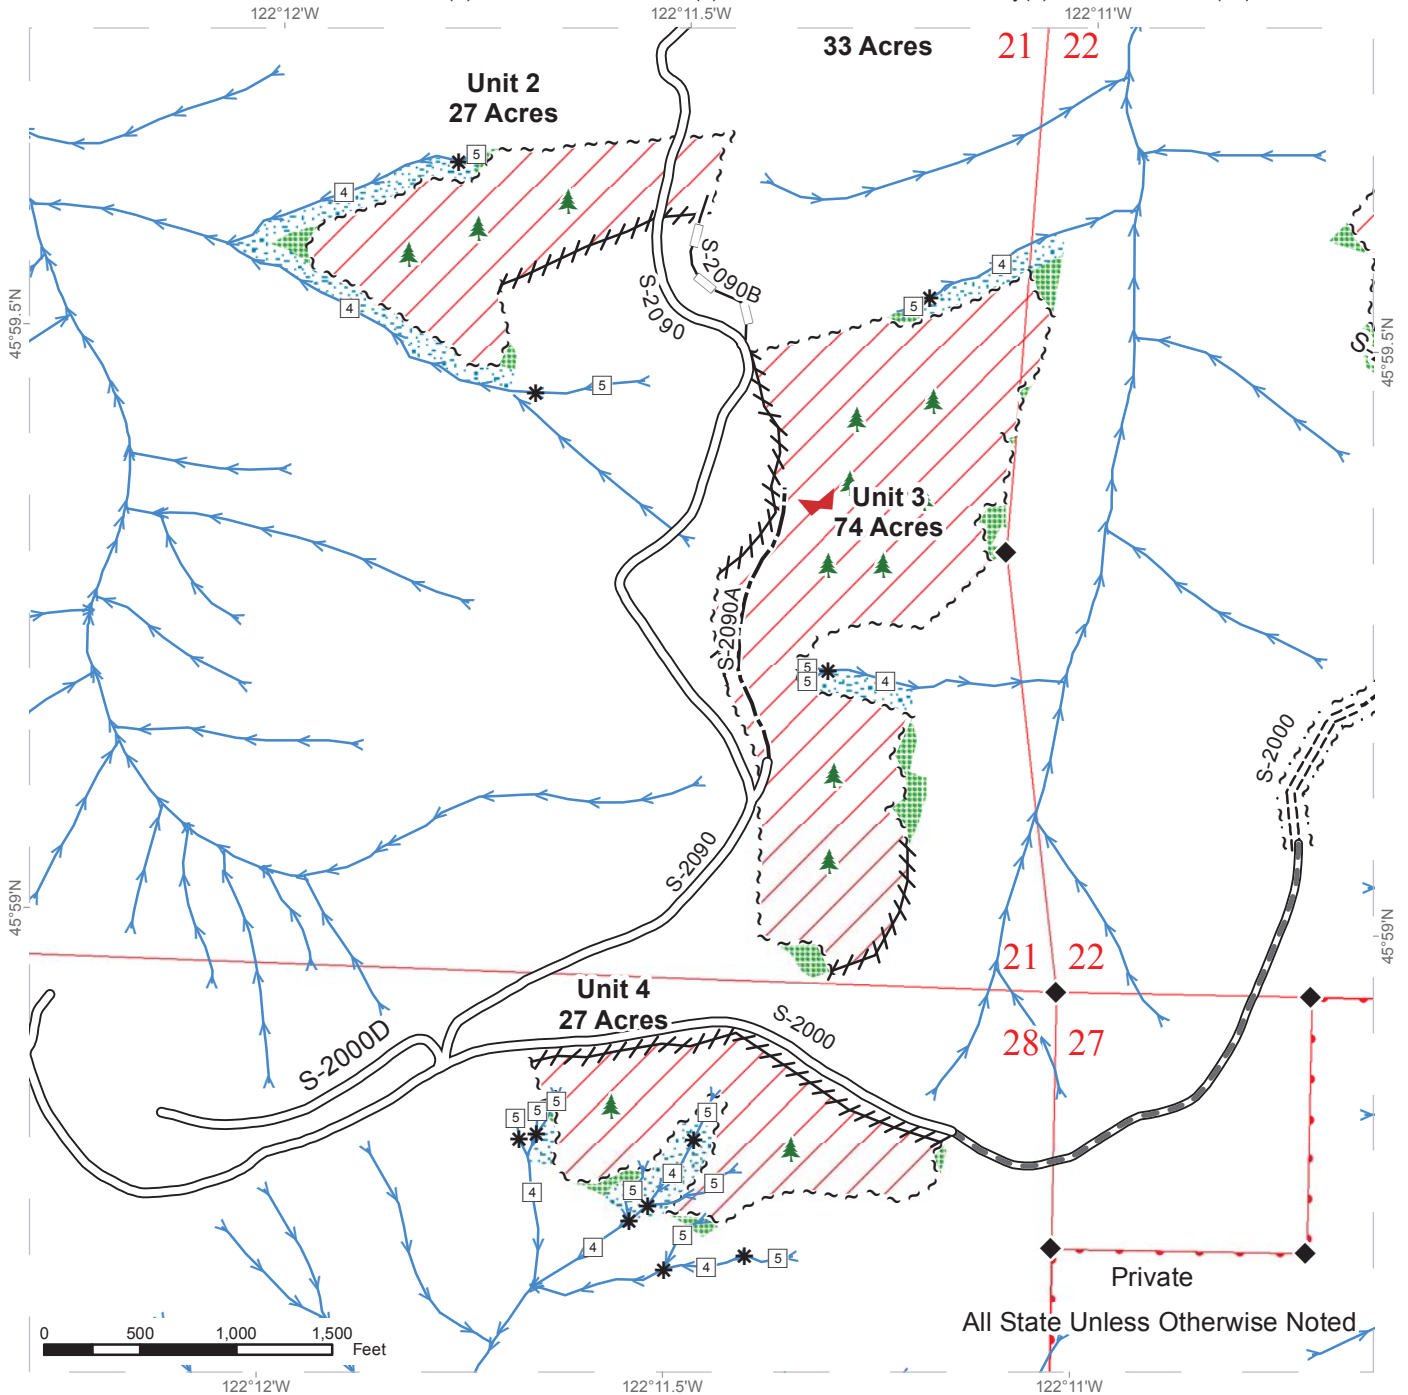 122°12'W
122°11.5'W
122°11'W
33 Acres
21
22
Unit 2
27 Acres
5
4
4
5
S-2090B
S-2090
4
5
45°59.5'N
45°59.5'N
S
Unit 3
74 Acres
S-2090A
5
5
4
S-2000
S-2090
45°59'N
45°59'N
21
22
Unit 4
27 Acres
S-2000
28
27
S-2000D
5
5
5
5
4
4
5
5
4
5
4
5
Private
All State Unless Otherwise Noted
0
500
1,000
1,500
Feet
122°12'W
122°11.5'W
122°11'W